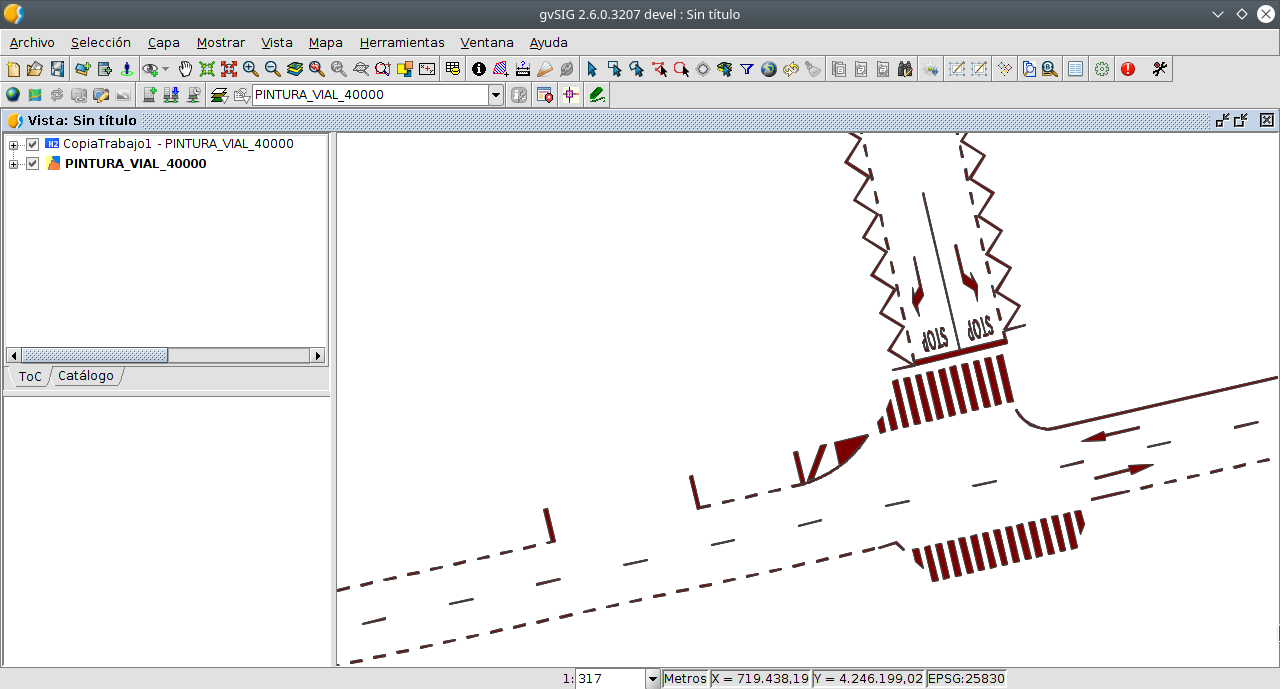 gvSIG 2.6.0.3207 devel : Sin título
Archivo Selección Capa Mostrar Vista Mapa Herramientas Ventana Ayuda
PINTURA_VIAL_40000
Vista: Sin título
H2 CopiaTrabajo1 - PINTURA_VIAL_40000
PINTURA_VIAL_40000
ToC Catálogo
STOP STOP
1: 317 Metros X = 719.438,19 Y = 4.246.199,02 EPSG:25830